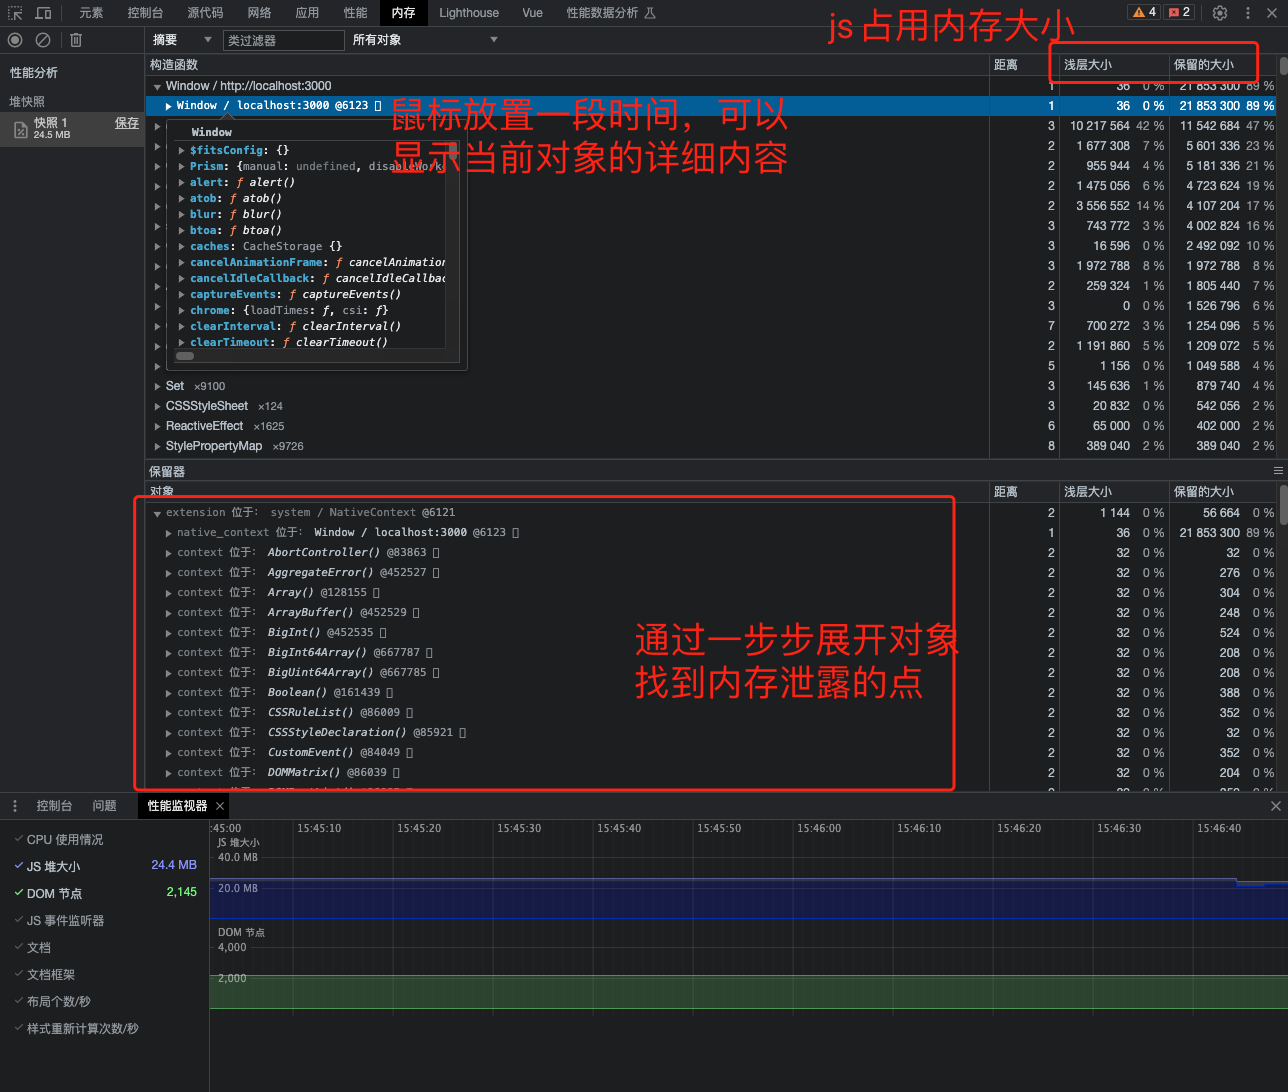 元素 控制台 源代码 网络 应用 性能 内存 Lighthouse Vue 性能数据分析 4 2
js 占用内存大小
摘要 类过滤器 所有对象
性能分析
堆快照
快照 1 保存
24.5 MB
构造函数 距离 浅层大小 保留的大小
Window / http://localhost:3000 1 36 0 % 21 853 300 89 %
Window / localhost:3000 @6123 1 36 0 % 21 853 300 89 %
鼠标放置一段时间，可以
显示当前对象的详细内容
3 10 217 564 42 % 11 542 684 47 %
2 1 677 308 7 % 5 601 336 23 %
2 955 944 4 % 5 181 336 21 %
2 1 475 056 6 % 4 723 624 19 %
2 3 556 552 14 % 4 107 204 17 %
3 743 772 3 % 4 002 824 16 %
3 16 596 0 % 2 492 092 10 %
3 1 972 788 8 % 1 972 788 8 %
2 259 324 1 % 1 805 440 7 %
3 0 0 % 1 526 796 6 %
7 700 272 3 % 1 254 096 5 %
2 1 191 860 5 % 1 209 072 5 %
5 1 156 0 % 1 049 588 4 %
Window
$fitsConfig: {}
Prism: {manual: undefined, disableWork
alert: ƒ alert()
atob: ƒ atob()
blur: ƒ blur()
btoa: ƒ btoa()
caches: CacheStorage {}
cancelAnimationFrame: ƒ cancelAnimation
cancelIdleCallback: ƒ cancelIdleCallbac
captureEvents: ƒ captureEvents()
chrome: {loadTimes: ƒ, csi: ƒ}
clearInterval: ƒ clearInterval()
clearTimeout: ƒ clearTimeout()
Set ×9100 3 145 636 1 % 879 740 4 %
CSSStyleSheet ×124 3 20 832 0 % 542 056 2 %
ReactiveEffect ×1625 6 65 000 0 % 402 000 2 %
StylePropertyMap ×9726 8 389 040 2 % 389 040 2 %
保留器
对象 距离 浅层大小 保留的大小
extension 位于: system / NativeContext @6121 2 1 144 0 % 56 664 0 %
native_context 位于: Window / localhost:3000 @6123 1 36 0 % 21 853 300 89 %
context 位于: AbortController() @83863 2 32 0 % 32 0 %
context 位于: AggregateError() @452527 2 32 0 % 276 0 %
context 位于: Array() @128155 2 32 0 % 304 0 %
context 位于: ArrayBuffer() @452529 2 32 0 % 248 0 %
context 位于: BigInt() @452535 2 32 0 % 524 0 %
context 位于: BigInt64Array() @667787 2 32 0 % 208 0 %
context 位于: BigUint64Array() @667785 2 32 0 % 208 0 %
context 位于: Boolean() @161439 2 32 0 % 388 0 %
context 位于: CSSRuleList() @86009 2 32 0 % 352 0 %
context 位于: CSSStyleDeclaration() @85921 2 32 0 % 32 0 %
context 位于: CustomEvent() @84049 2 32 0 % 352 0 %
context 位于: DOMMatrix() @86039 2 32 0 % 204 0 %
通过一步步展开对象
找到内存泄露的点
控制台 问题 性能监视器
CPU 使用情况
JS 堆大小 24.4 MB
DOM 节点 2,145
JS 事件监听器
文档
文档框架
布局个数/秒
样式重新计算次数/秒
:45:00 15:45:10 15:45:20 15:45:30 15:45:40 15:45:50 15:46:00 15:46:10 15:46:20 15:46:30 15:46:40
JS 堆大小
40.0 MB
20.0 MB
DOM 节点
4,000
2,000